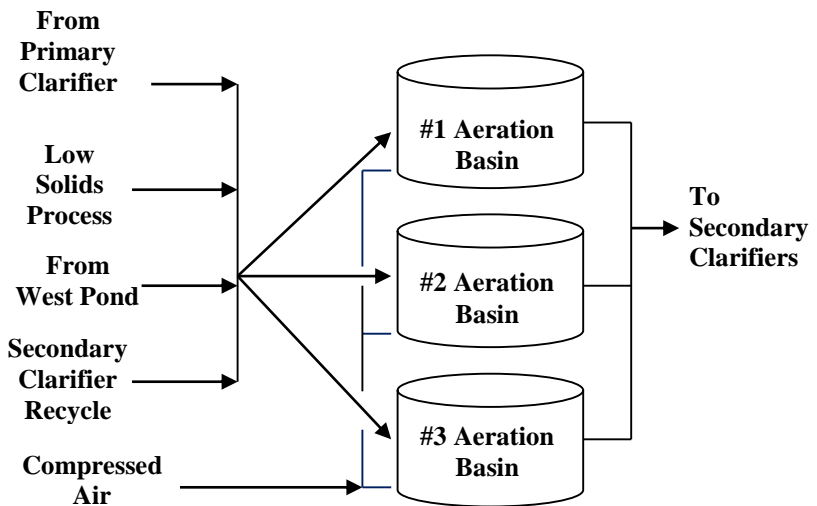 From
Primary
Clarifier
Low
Solids
Process
From
West Pond
Secondary
Clarifier
Recycle
Compressed
Air
#1 Aeration
Basin
#2 Aeration
Basin
#3 Aeration
Basin
To
Secondary
Clarifiers